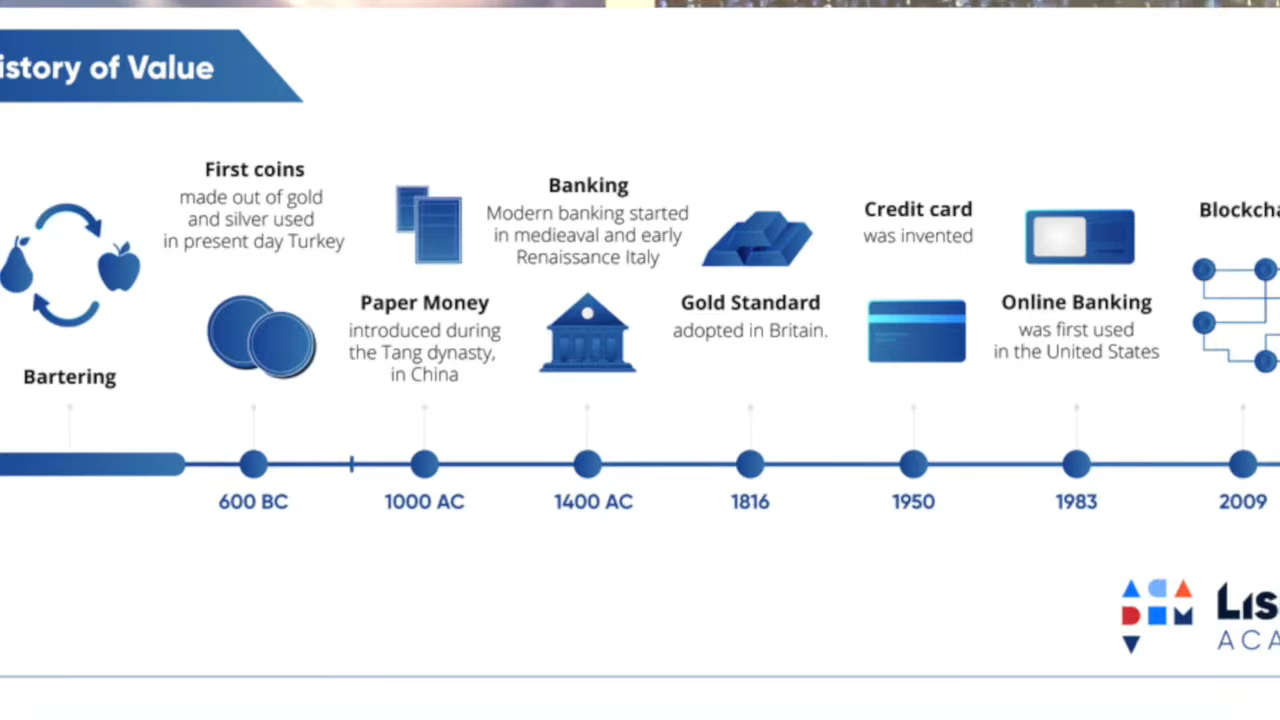 istory of Value
First coins
made out of gold
and silver used
in present day Turkey
Banking
Modern banking started
in medieaval and early
Renaissance Italy
Credit card
was invented
Blockcha
Bartering
Paper Money
introduced during
the Tang dynasty,
in China
Gold Standard
adopted in Britain.
Online Banking
was first used
in the United States
600 BC
1000 AC
1400 AC
1816
1950
1983
2009
LIS
ACA